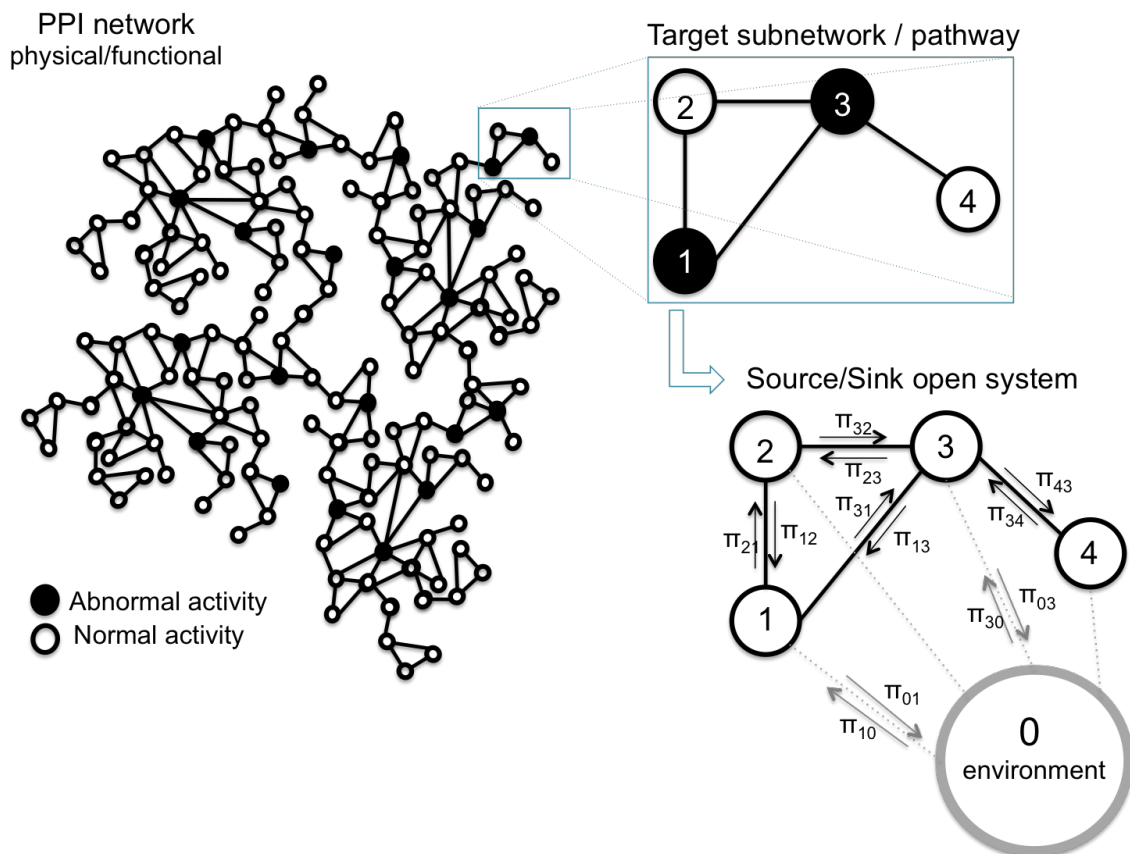 PPI network
physical/functional
Target subnetwork / pathway
2
3
4
1
Abnormal activity
Normal activity
Source/Sink open system
2
π₃₂
3
π₂₃
π₄₃
π₃₄
π₂₁
π₁₂
π₃₁
π₁₃
4
1
π₀₃
π₃₀
π₀₁
π₁₀
0
environment